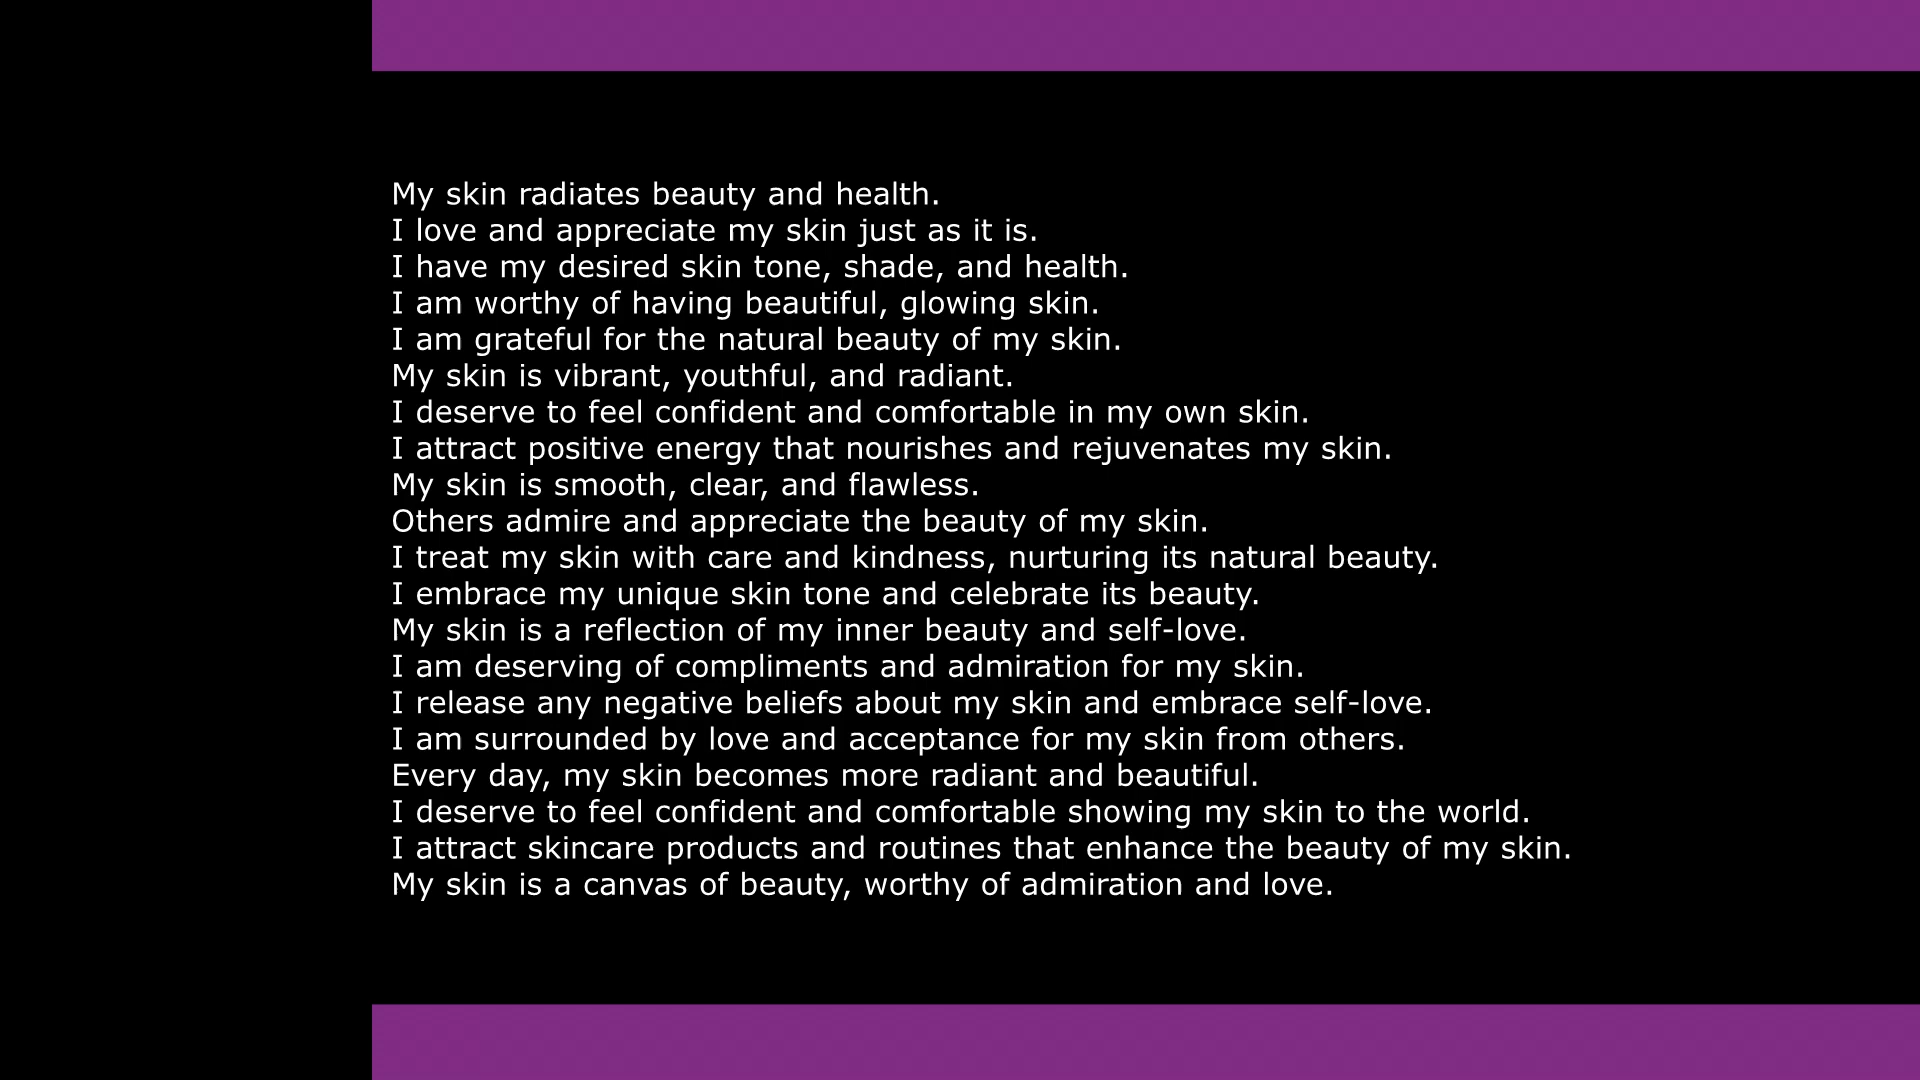 My skin radiates beauty and health.
I love and appreciate my skin just as it is.
I have my desired skin tone, shade, and health.
I am worthy of having beautiful, glowing skin.
I am grateful for the natural beauty of my skin.
My skin is vibrant, youthful, and radiant.
I deserve to feel confident and comfortable in my own skin.
I attract positive energy that nourishes and rejuvenates my skin.
My skin is smooth, clear, and flawless.
Others admire and appreciate the beauty of my skin.
I treat my skin with care and kindness, nurturing its natural beauty.
I embrace my unique skin tone and celebrate its beauty.
My skin is a reflection of my inner beauty and self-love.
I am deserving of compliments and admiration for my skin.
I release any negative beliefs about my skin and embrace self-love.
I am surrounded by love and acceptance for my skin from others.
Every day, my skin becomes more radiant and beautiful.
I deserve to feel confident and comfortable showing my skin to the world.
I attract skincare products and routines that enhance the beauty of my skin.
My skin is a canvas of beauty, worthy of admiration and love.